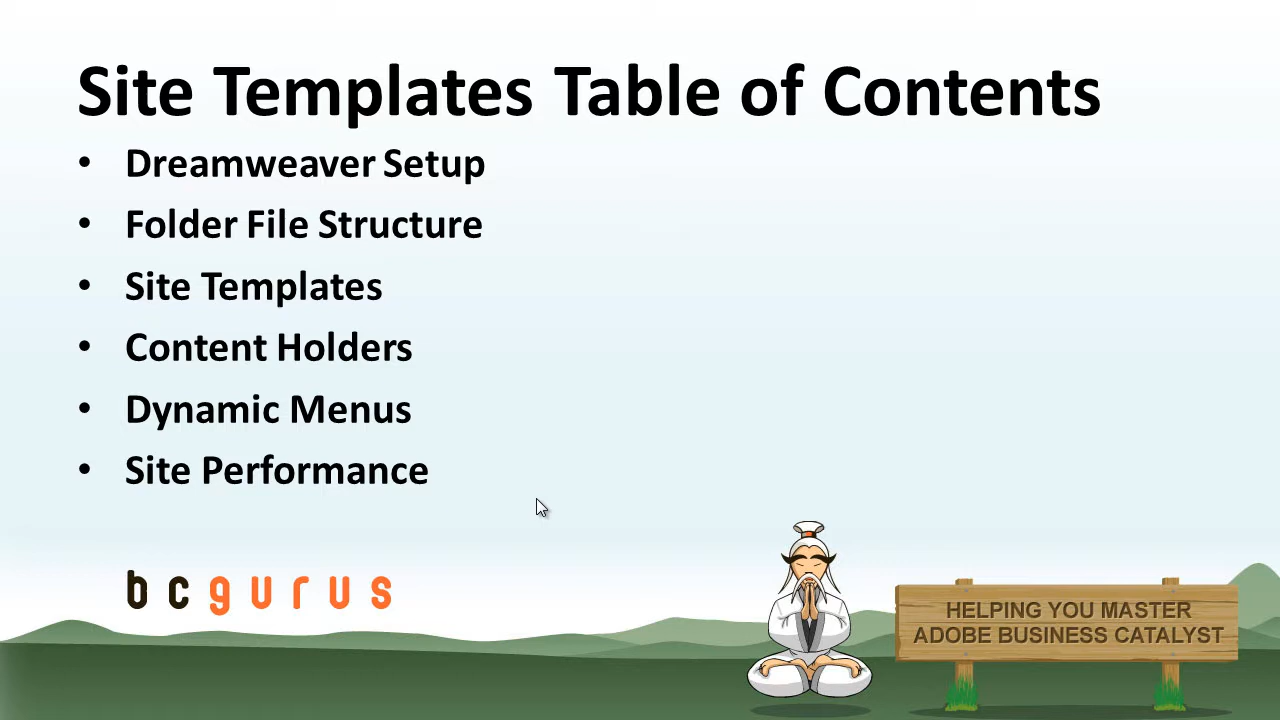 Site Templates Table of Contents
• Dreamweaver Setup
• Folder File Structure
• Site Templates
• Content Holders
• Dynamic Menus
• Site Performance
bcgurus
HELPING YOU MASTER
ADOBE BUSINESS CATALYST